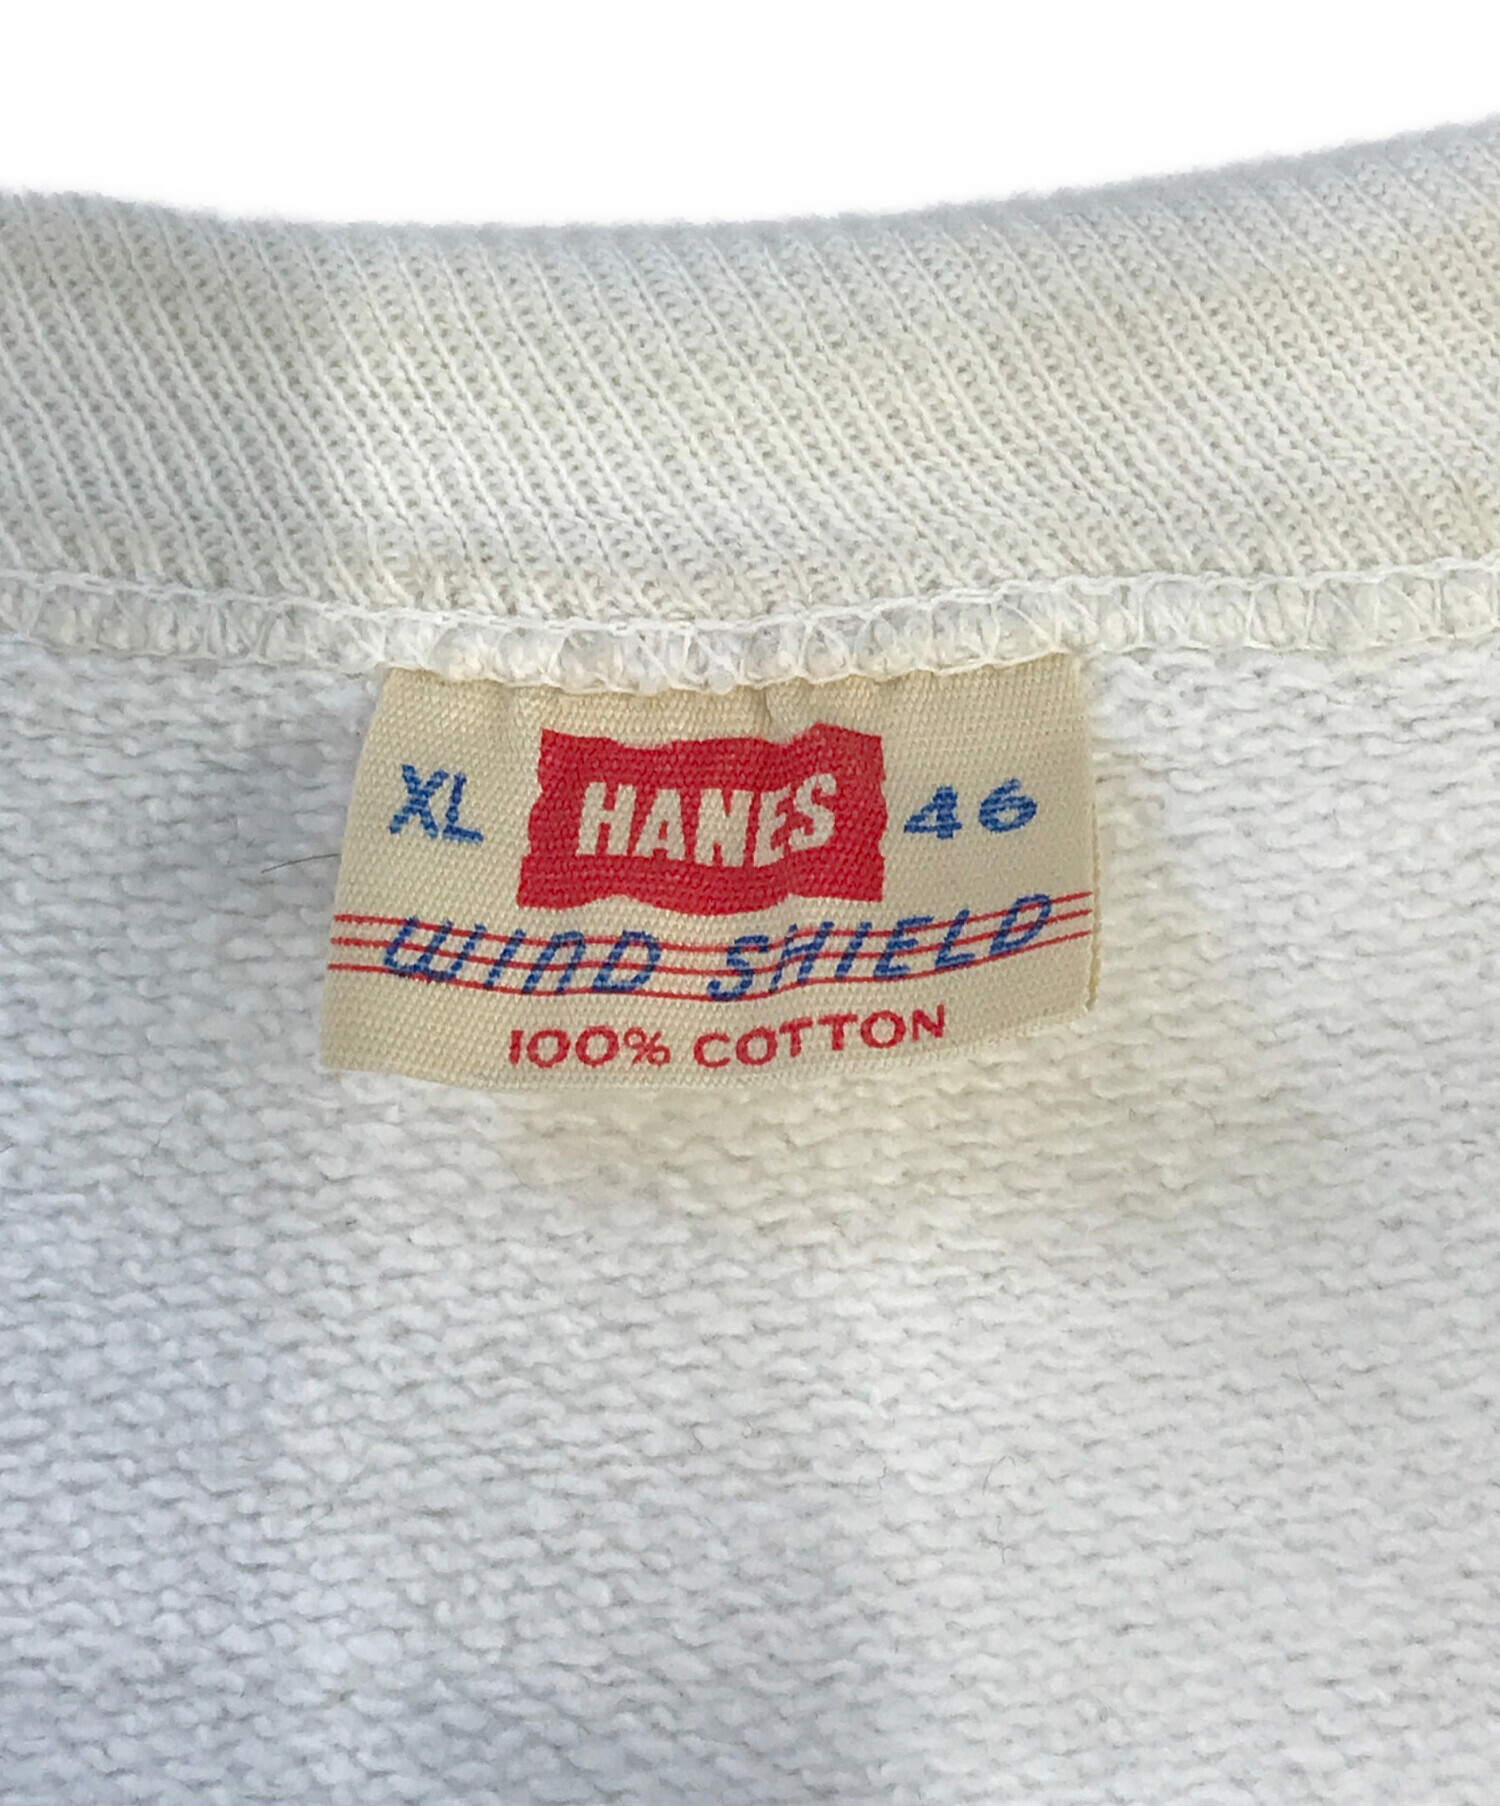 XL HANES 46
WIND SHIELD
100% COTTON